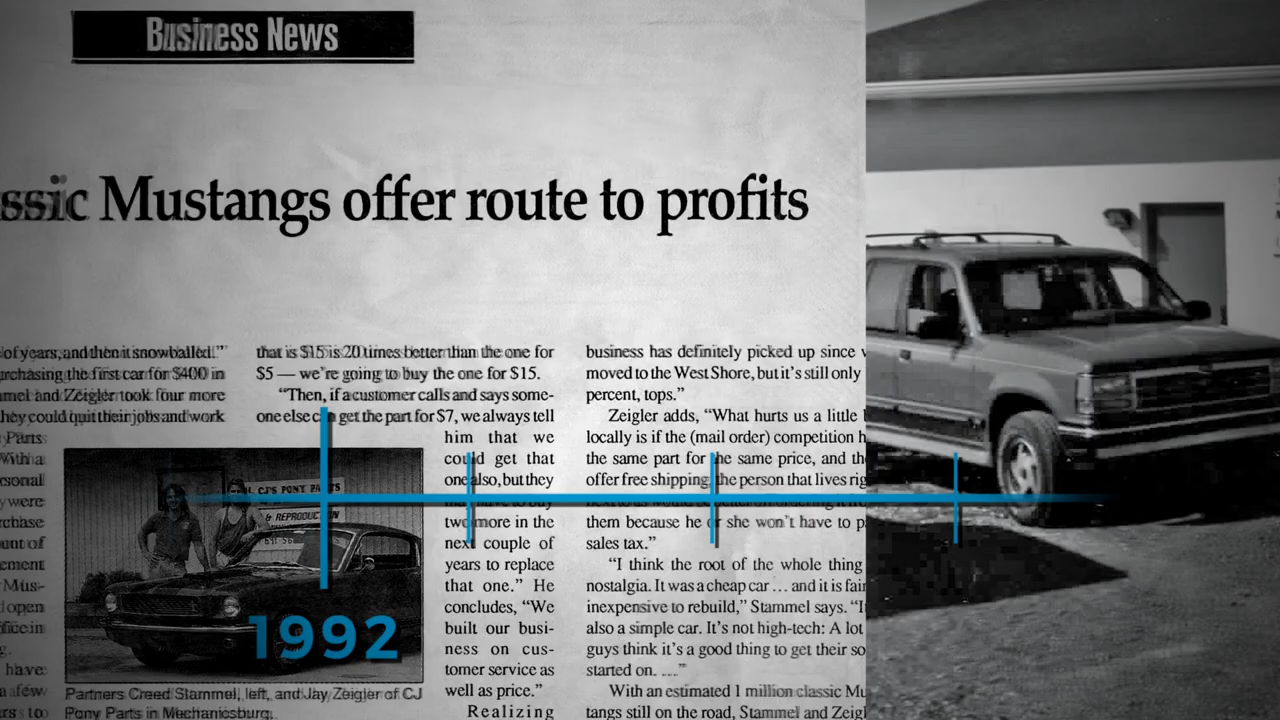 Business News
ssic Mustangs offer route to profits
of years, and then it snowballed.”
rchasing the first car for $400 in
mel and Zeigler took four more
hey could quit their jobs and work
Parts
With a
sonal
were
rchase
unt of
ement
Mus-
open
fice in
have
a few
rs to
that is $15 is 20 times better than the one for
$5 — we’re going to buy the one for $15.
“Then, if a customer calls and says some-
one else can get the part for $7, we always tell
him that we
could get that
one also, but they
two more in the
next couple of
years to replace
that one.” He
concludes, “We
built our busi-
ness on cus-
tomer service as
well as price.”
Realizing
CJ'S PONY PARTS
& REPRODUCTION
1992
Partners Creed Stammel, left, and Jay Zeigler of CJ
Pony Parts in Mechanicsburg.
business has definitely picked up since
moved to the West Shore, but it’s still only
percent, tops.”
Zeigler adds, “What hurts us a little
locally is if the (mail order) competition h
the same part for the same price, and the
offer free shipping, the person that lives rig
them because he or she won’t have to p
sales tax.”
“I think the root of the whole thing
nostalgia. It was a cheap car ... and it is fair
inexpensive to rebuild,” Stammel says. “I
also a simple car. It’s not high-tech: A lot
guys think it’s a good thing to get their so
started on. ....”
With an estimated 1 million classic Mu
tangs still on the road, Stammel and Zeigl